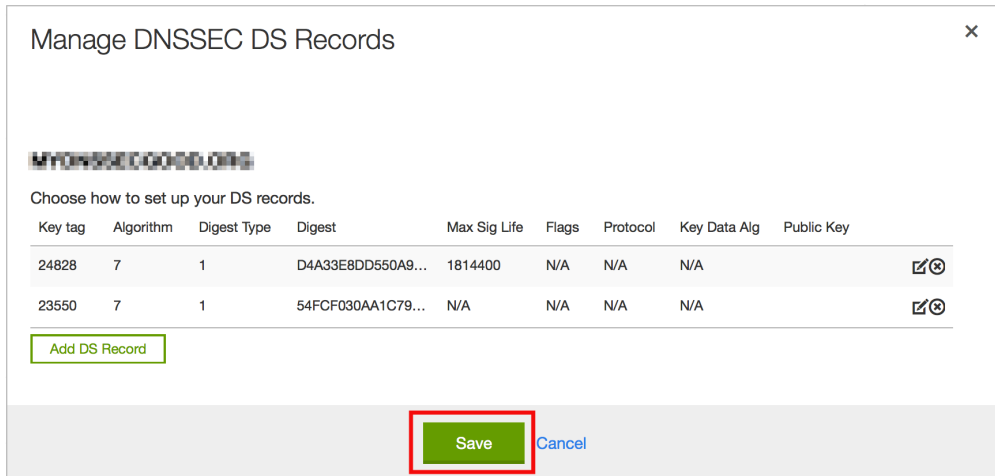 Manage DNSSEC DS Records
Choose how to set up your DS records.
Key tag Algorithm Digest Type Digest Max Sig Life Flags Protocol Key Data Alg Public Key
24828 7 1 D4A33E8DD550A9... 1814400 N/A N/A N/A
23550 7 1 54FCF030AA1C79... N/A N/A N/A N/A
Add DS Record
Save Cancel